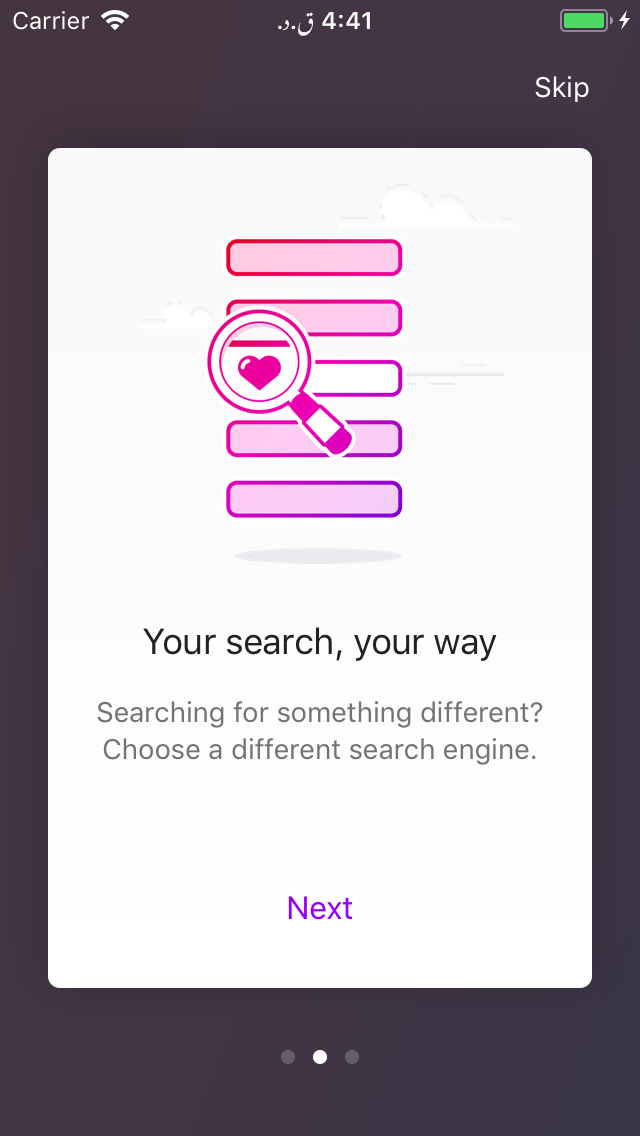 Carrier
4:41 ق.د.
Skip
Your search, your way
Searching for something different?
Choose a different search engine.
Next